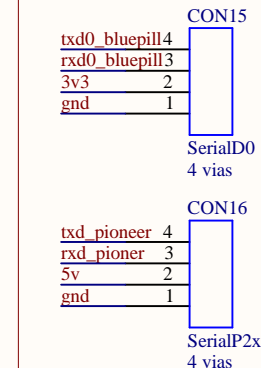 CON15
txd0_bluepill 4
rxd0_bluepill 3
3v3 2
gnd 1
SerialD0
4 vias
CON16
txd_pioneer 4
rxd_pioner 3
5v 2
gnd 1
SerialP2x
4 vias